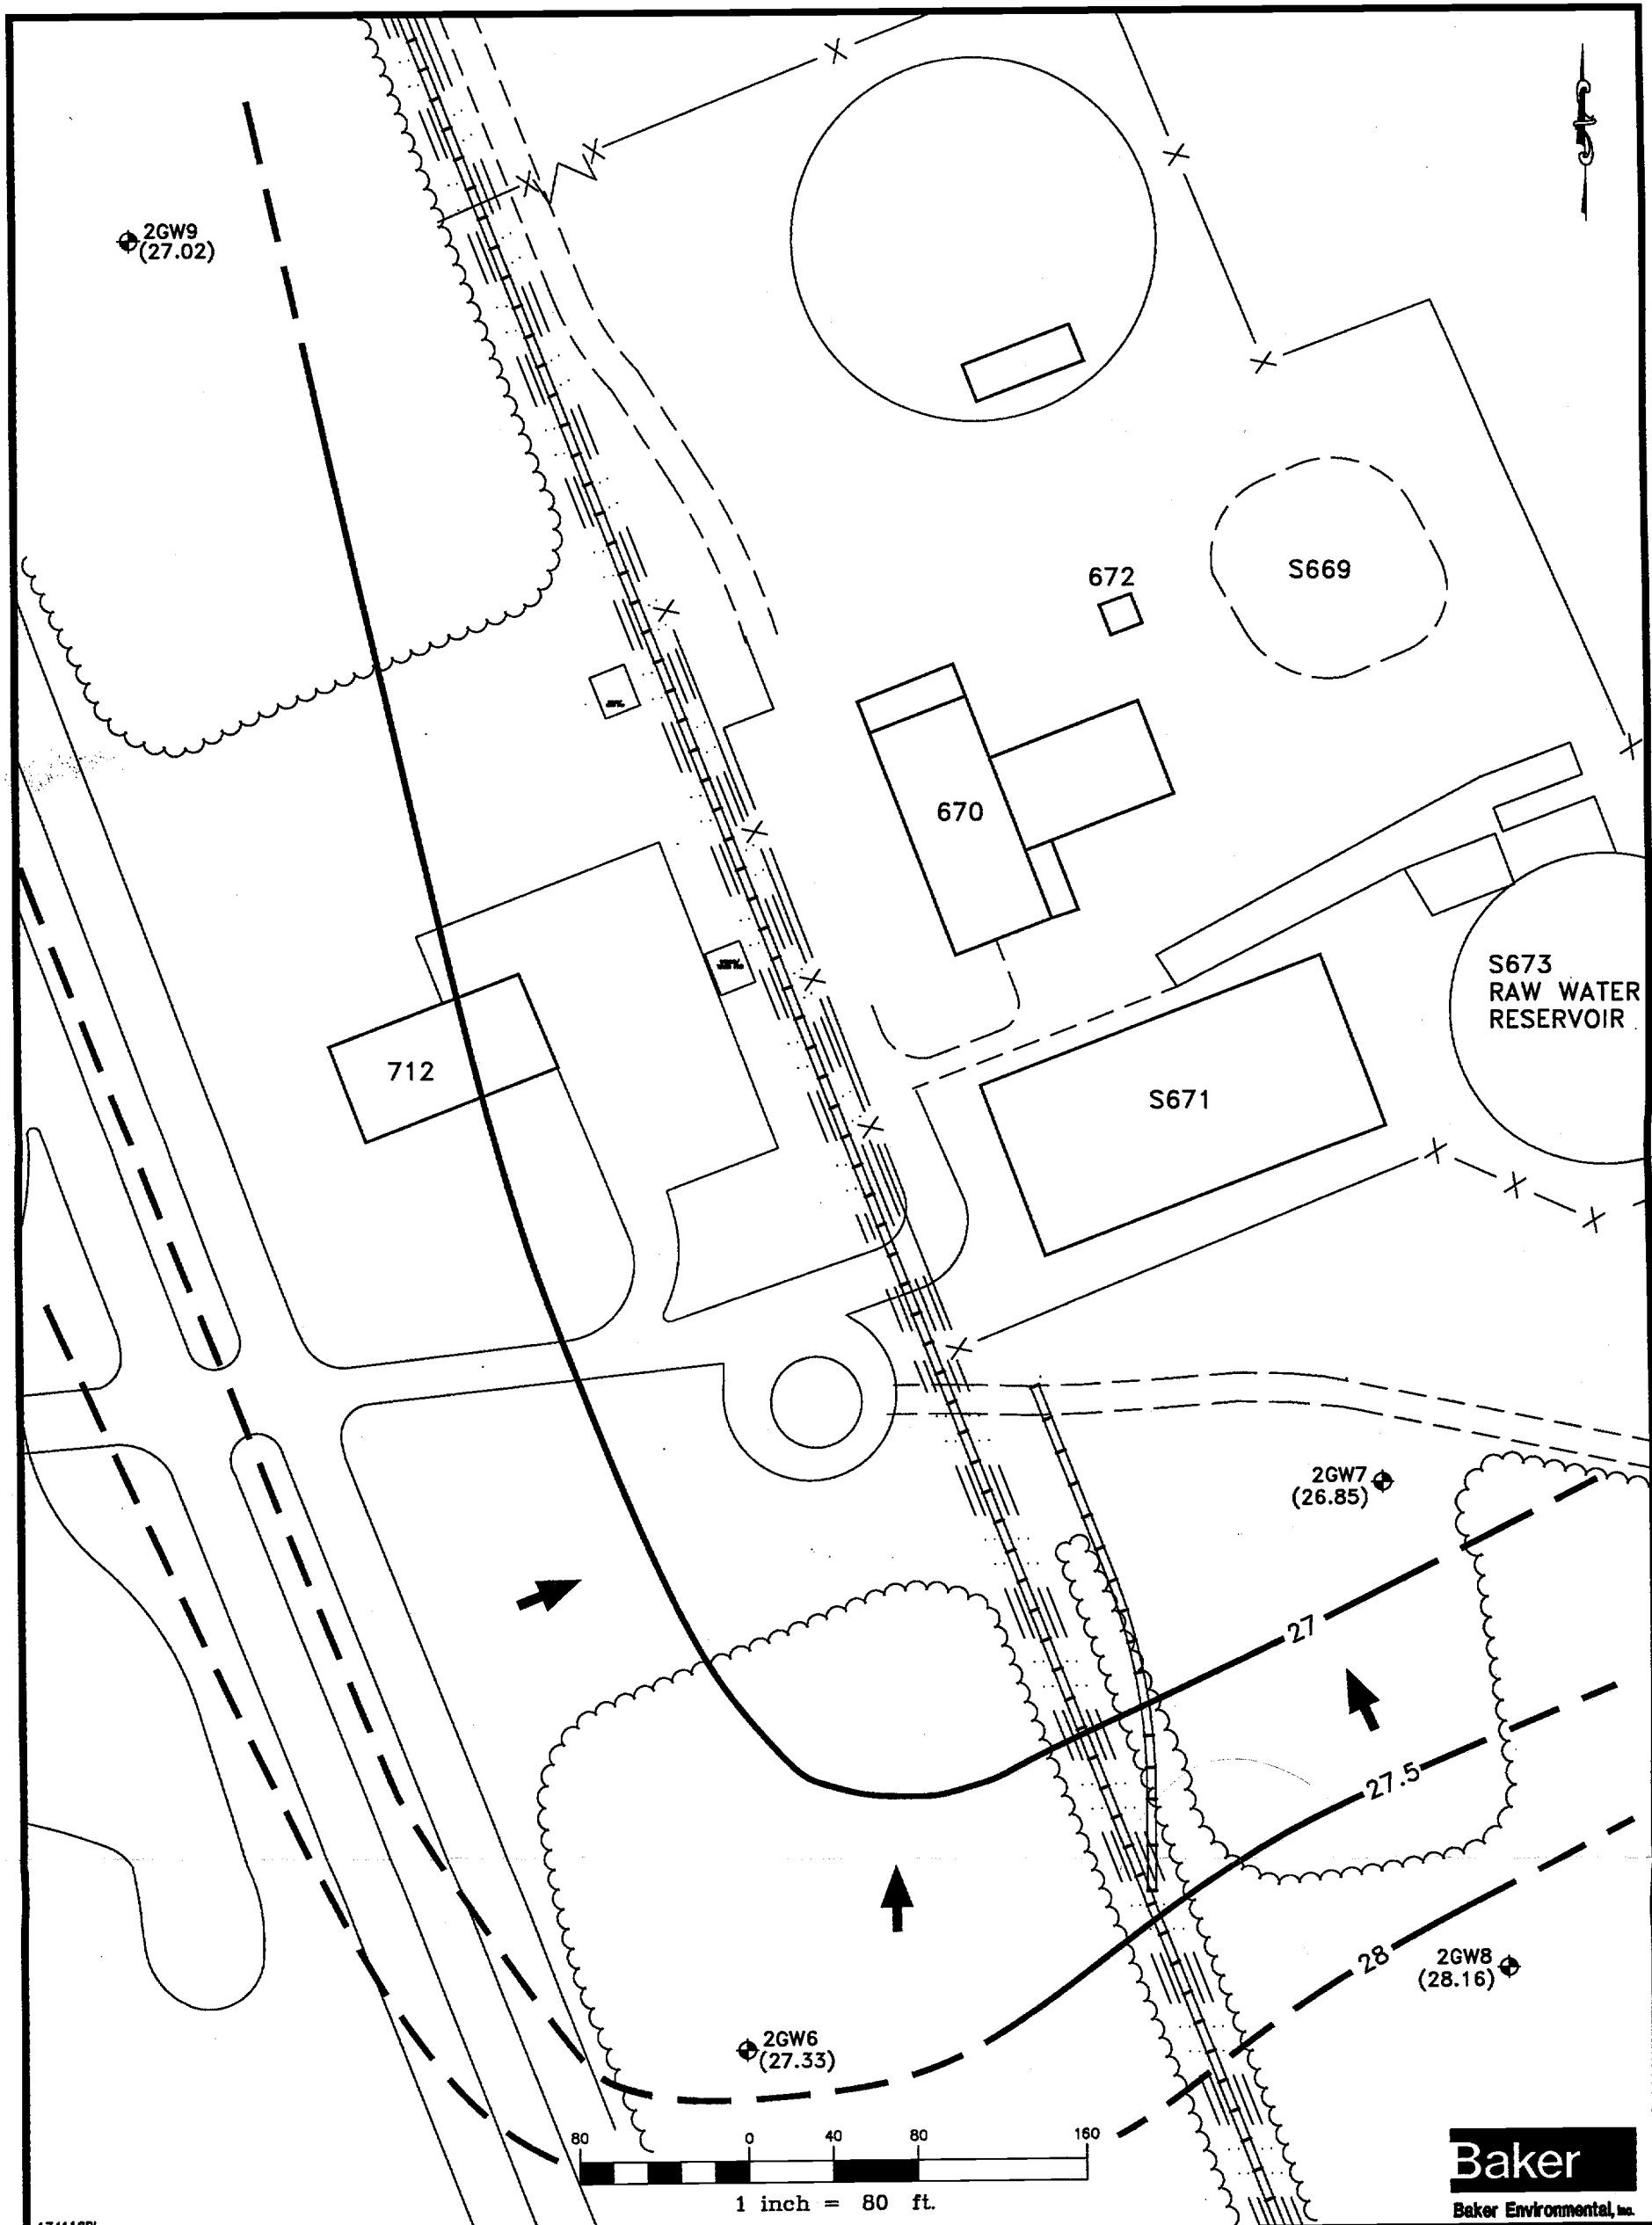 2GW9
(27.02)
672
S669
670
S673
RAW WATER
RESERVOIR
712
S671
2GW7
(26.85)
27
27.5
28
2GW8
(28.16)
2GW6
(27.33)
80 0 40 80 160
1 inch = 80 ft.
Baker
Baker Environmental, Inc.